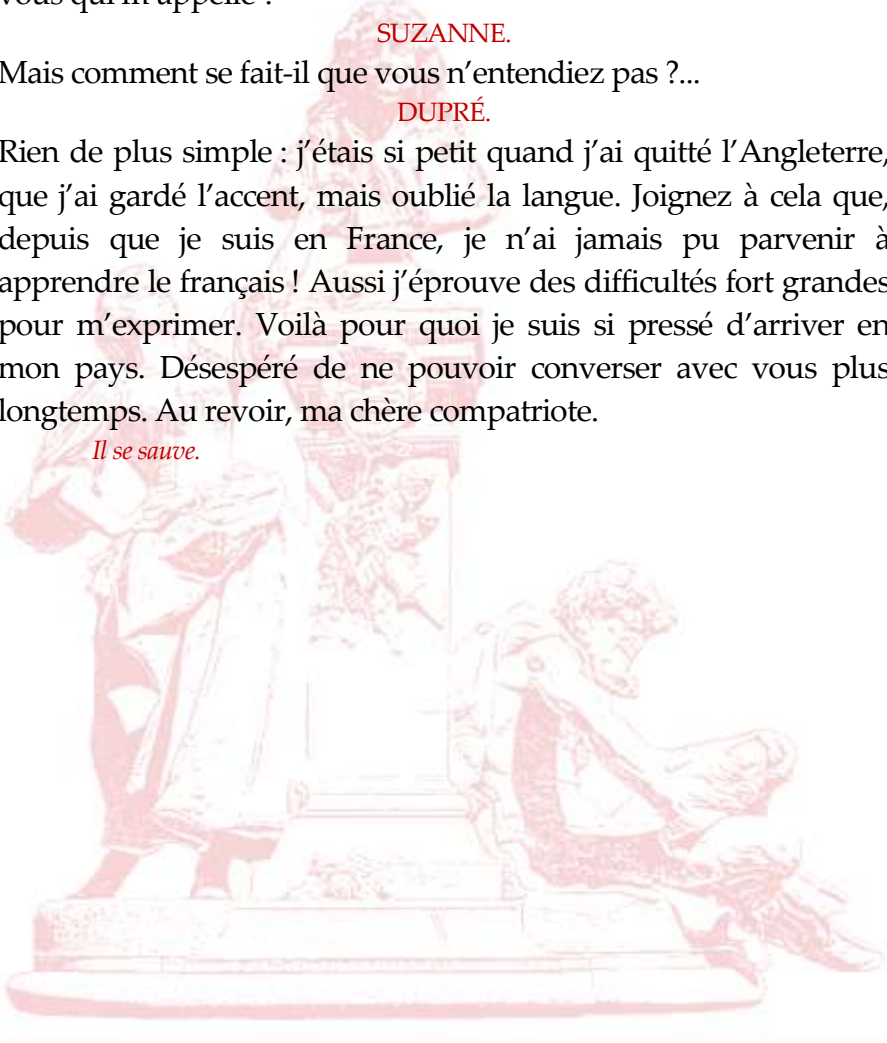 vous qui m'appelle ?
SUZANNE.
Mais comment se fait-il que vous n’entendiez pas ?...
DUPRÉ.
Rien de plus simple : j’étais si petit quand j’ai quitté l’Angleterre,
que j’ai gardé l’accent, mais oublié la langue. Joignez à cela que,
depuis que je suis en France, je n’ai jamais pu parvenir à
apprendre le français ! Aussi j’éprouve des difficultés fort grandes
pour m’exprimer. Voilà pour quoi je suis si pressé d’arriver en
mon pays. Désespéré de ne pouvoir converser avec vous plus
longtemps. Au revoir, ma chère compatriote.
Il se sauve.